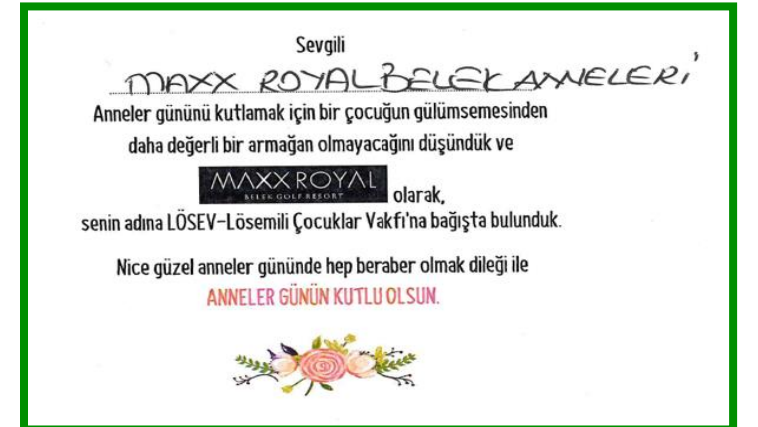 Sevgili
MAXX ROYAL BELEK ANNELERİ
Anneler gününü kutlamak için bir çocuğun gülümsemesinden
daha değerli bir armağan olmayacağını düşündük ve
MAXX ROYAL
BELEK GOLF RESORT
olarak,
senin adına LÖSEV-Lösemili Çocuklar Vakfı'na bağışta bulunduk.
Nice güzel anneler gününde hep beraber olmak dileği ile
ANNELER GÜNÜN KUTLU OLSUN.